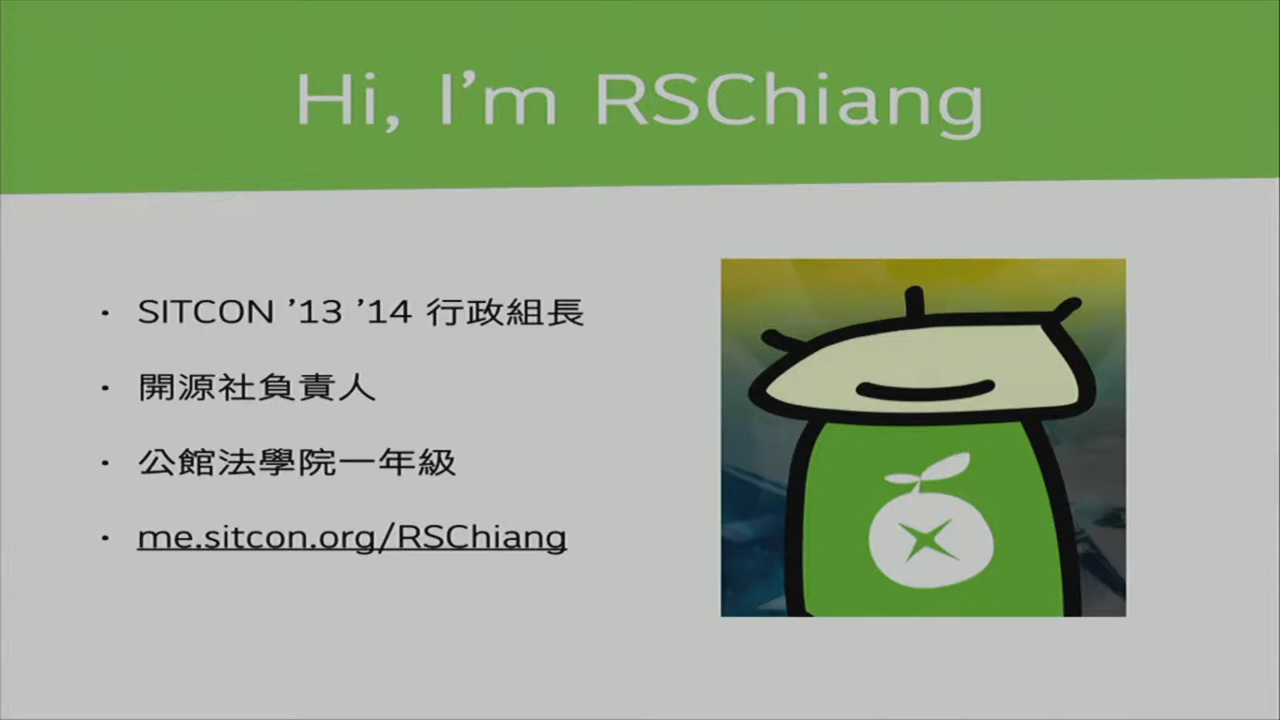 Hi, I’m RSChiang
• SITCON ’13 ’14 行政組長
• 開源社負責人
• 公館法學院一年級
• me.sitcon.org/RSChiang